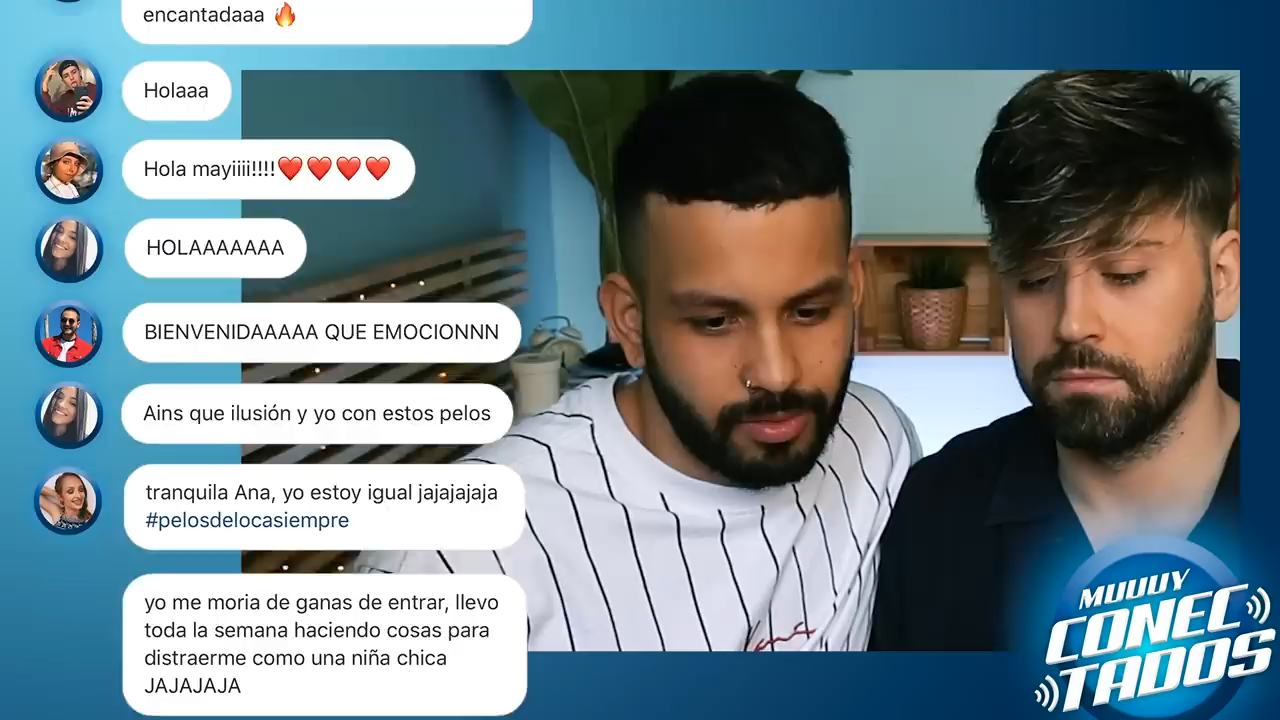 encantadaaa 🔥
Holaaa
Hola mayiiii!!!!❤️❤️❤️❤️
HOLAAAAAAA
BIENVENIDAAAAA QUE EMOCIONNN
Ains que ilusión y yo con estos pelos
tranquila Ana, yo estoy igual jajajajaja
#pelosdelocasiempre
yo me moria de ganas de entrar, llevo
toda la semana haciendo cosas para
distraerme como una niña chica
JAJAJAJA
MUUUY
CONEC
TADOS